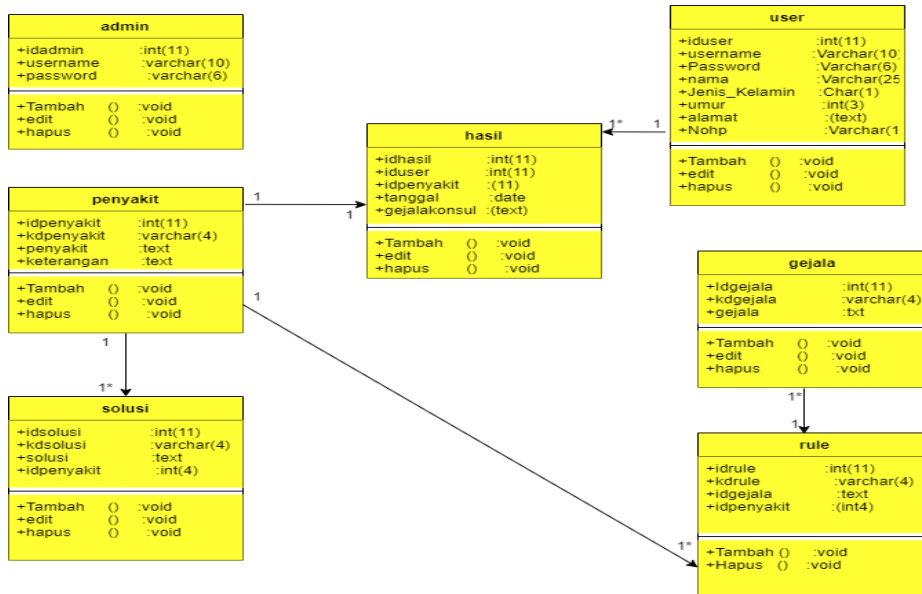 admin
+idadmin :int(11)
+username :varchar(10)
+password :varchar(6)
+Tambah () :void
+edit () :void
+hapus () :void
user
+iduser :int(11)
+username :Varchar(10)
+Password :Varchar(6)
+nama :Varchar(25
+Jenis_Kelamin :Char(1)
+umur :int(3)
+alamat :(text)
+Nohp :Varchar(1
+Tambah () :void
+edit () :void
+hapus () :void
1* 1
hasil
+idhasil :int(11)
+iduser :int(11)
+idpenyakit :(11)
+tanggal :date
+gejalakonsul :(text)
+Tambah () :void
+edit () :void
+hapus () :void
1
1
penyakit
+idpenyakit :int(11)
+kdpenyakit :varchar(4)
+penyakit :text
+keterangan :text
+Tambah () :void
+edit () :void
+hapus () :void
1
1
1*
gejala
+Idgejala :int(11)
+kdgejala :varchar(4)
+gejala :txt
+Tambah () :void
+edit () :void
+hapus () :void
1*
1
solusi
+idsolusi :int(11)
+kdsolusi :varchar(4)
+solusi :text
+idpenyakit :int(4)
+Tambah () :void
+edit () :void
+hapus () :void
rule
+idrule :int(11)
+kdrule :varchar(4)
+idgejala :text
+idpenyakit :(int4)
1*
+Tambah () :void
+Hapus () :void